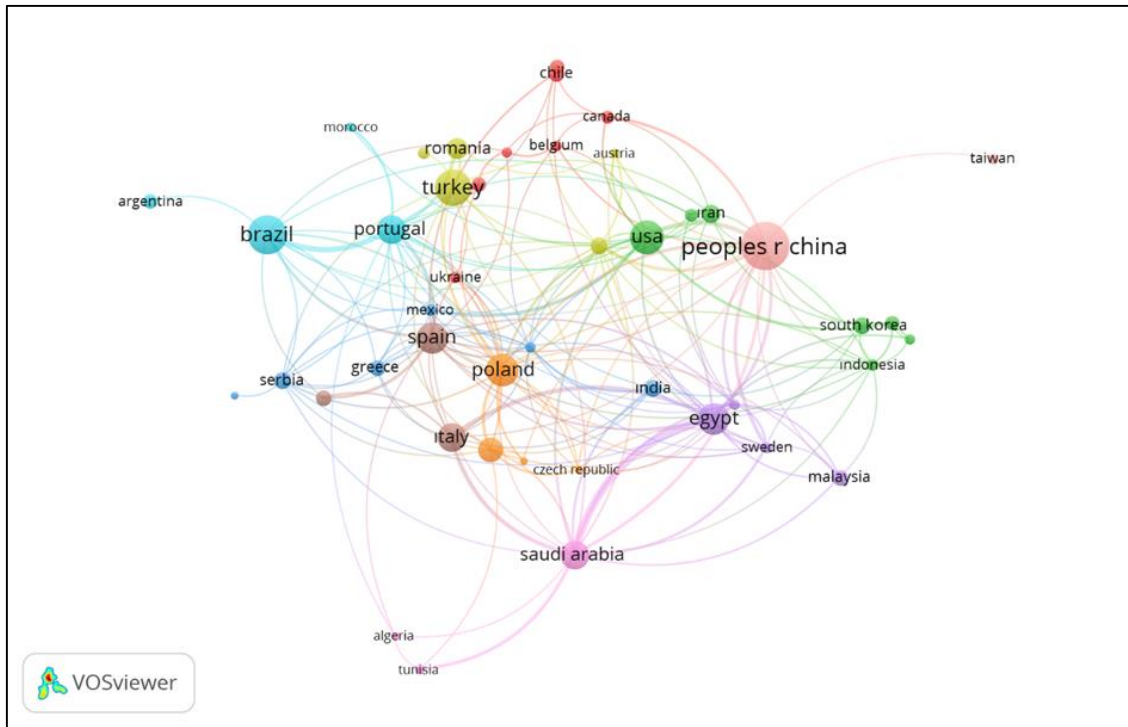 chile
canada
morocco
romania
belgium
austria
taiwan
turkey
argentina
iran
brazil
portugal
usa
peoples r china
ukraine
mexico
south korea
spain
greece
poland
indonesia
serbia
india
egypt
italy
sweden
czech republic
malaysia
saudi arabia
algeria
tunisia
VOSviewer